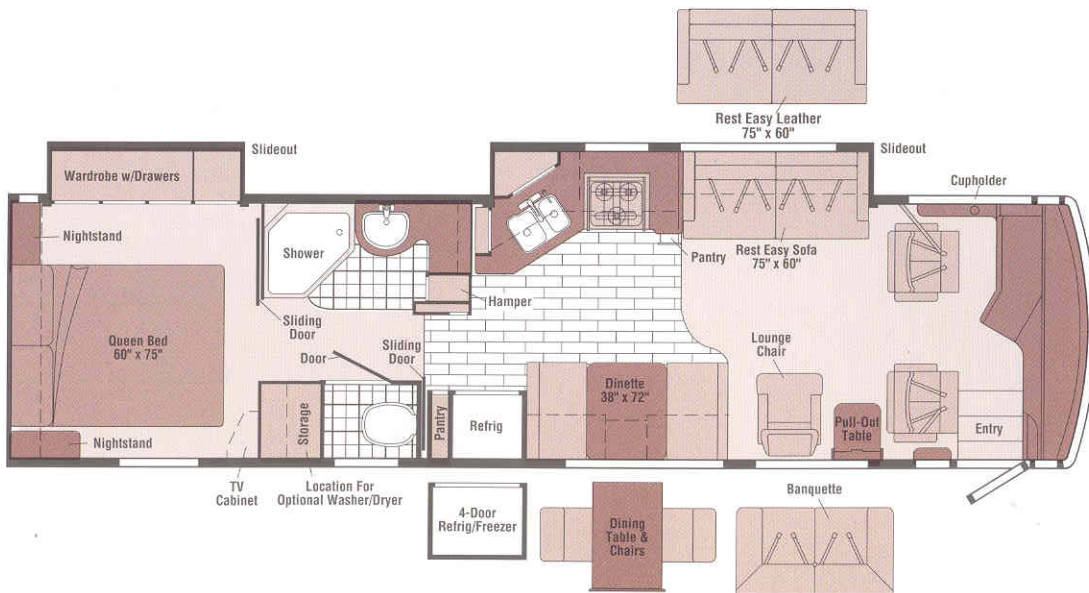 Rest Easy Leather
75" x 60"
Slideout
Slideout
Wardrobe w/Drawers
Cupholder
Nightstand
Shower
Pantry
Rest Easy Sofa
75" x 60"
Hamper
Sliding
Door
Queen Bed
60" x 75"
Door
Sliding
Door
Lounge
Chair
Dinette
38" x 72"
Pull-Out
Table
Entry
Nightstand
Storage
Pantry
Refrig
TV
Cabinet
Location For
Optional Washer/Dryer
4-Door
Refrig/Freezer
Dining
Table &
Chairs
Banquette